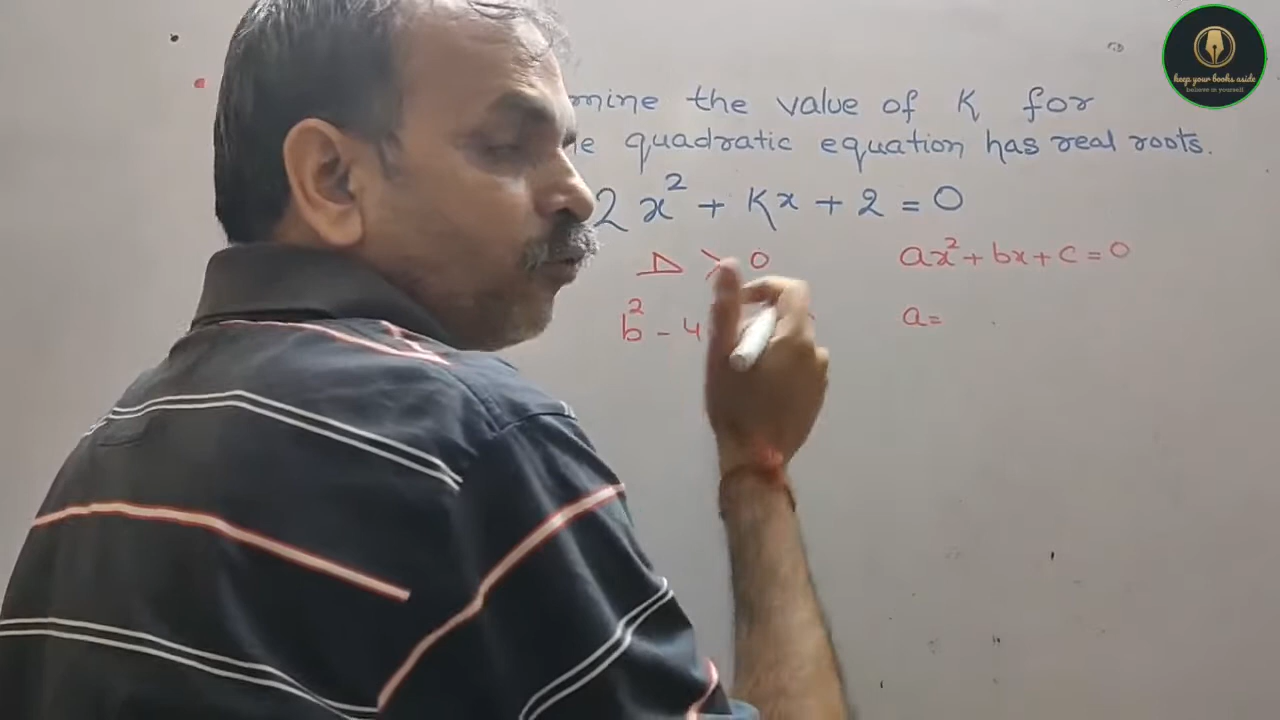 the value of K for
quadratic equation has real roots.
2x² + Kx + 2 = 0
Δ > 0
ax² + bx + c = 0
b² - 4
a =
keep your books aside
believe in yourself